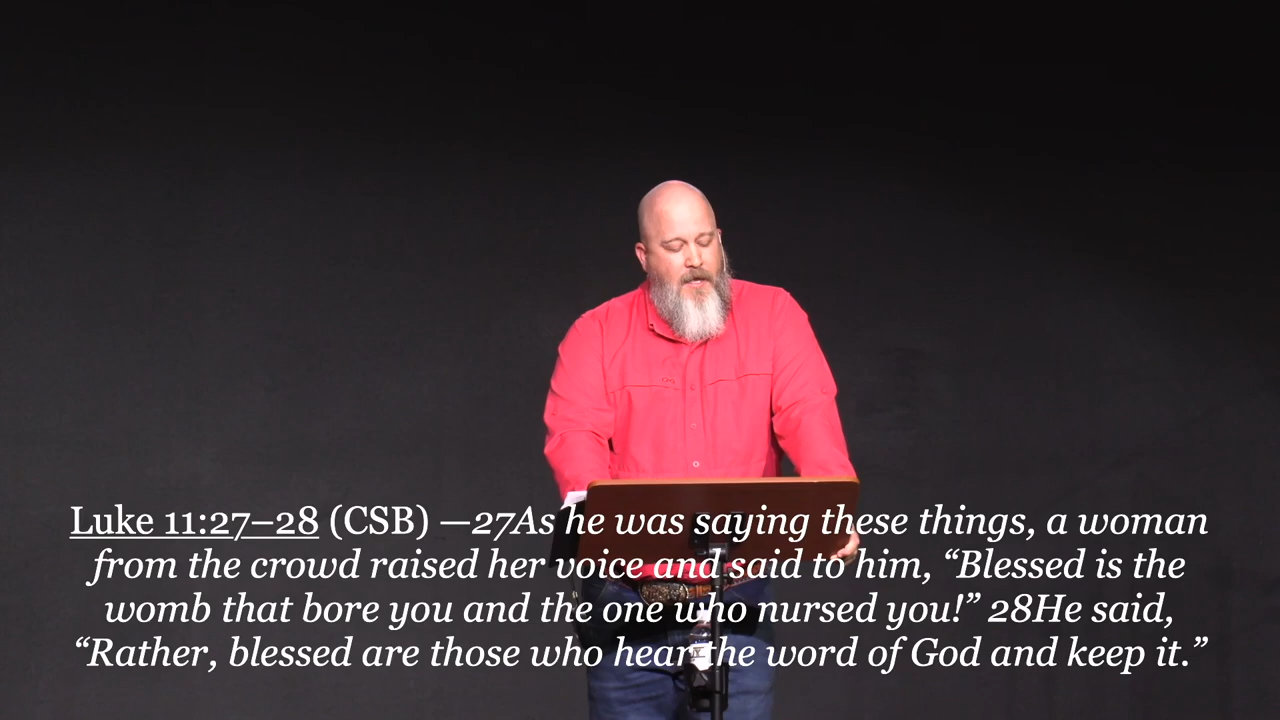 Luke 11:27–28 (CSB) —27As he was saying these things, a woman
from the crowd raised her voice and said to him, “Blessed is the
womb that bore you and the one who nursed you!” 28He said,
“Rather, blessed are those who hear the word of God and keep it.”